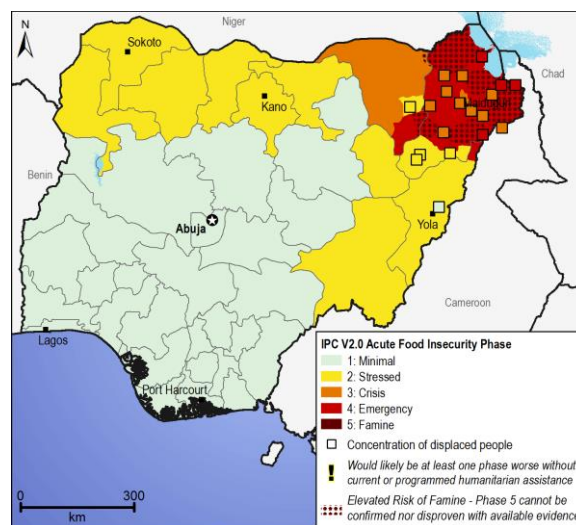 N
Niger
Sokoto
Chad
Kano
Benin
Abuja
Yola
Cameroon
Lagos
Port Harcourt
IPC V2.0 Acute Food Insecurity Phase
1: Minimal
2: Stressed
3: Crisis
4: Emergency
5: Famine
Concentration of displaced people
Would likely be at least one phase worse without
current or programmed humanitarian assistance
Elevated Risk of Famine - Phase 5 cannot be
confirmed nor disproven with available evidence
0 300
km